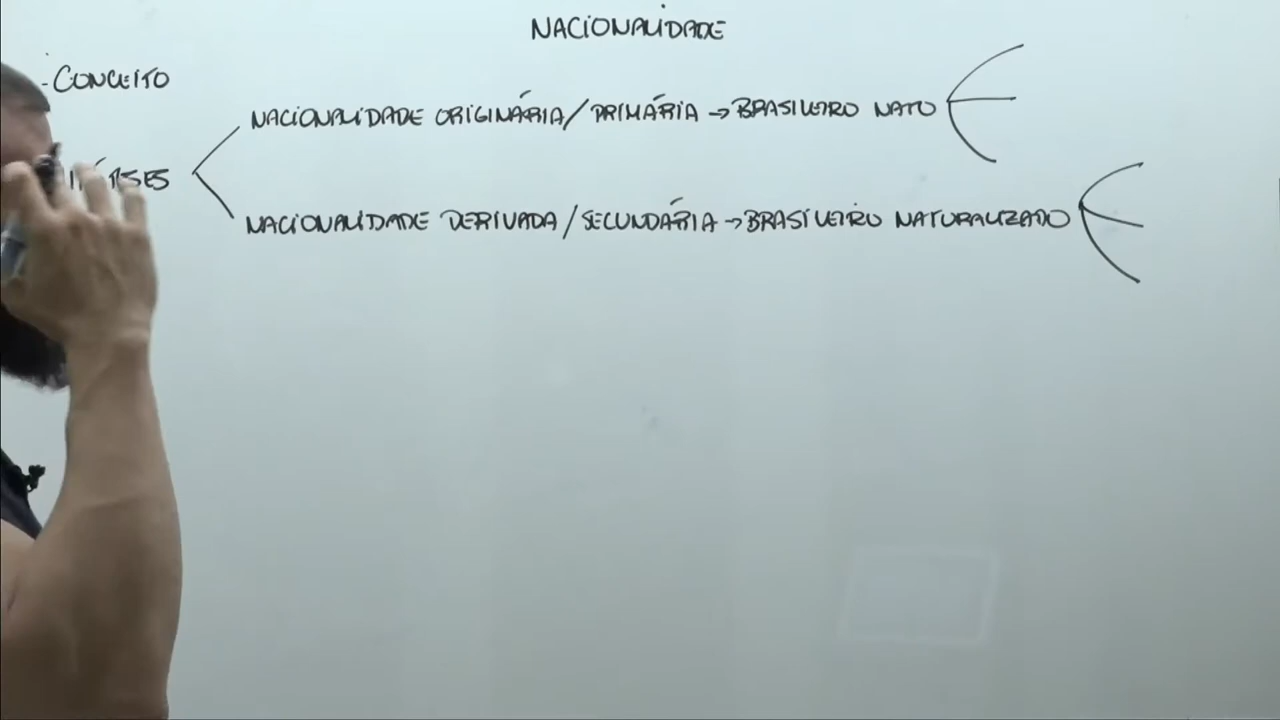 NACIONALIDADE
- CONCEITO
NACIONALIDADE ORIGINÁRIA / PRIMÁRIA → BRASILEIRO NATO
NACIONALIDADE DERIVADA / SECUNDÁRIA → BRASILEIRO NATURALIZADO